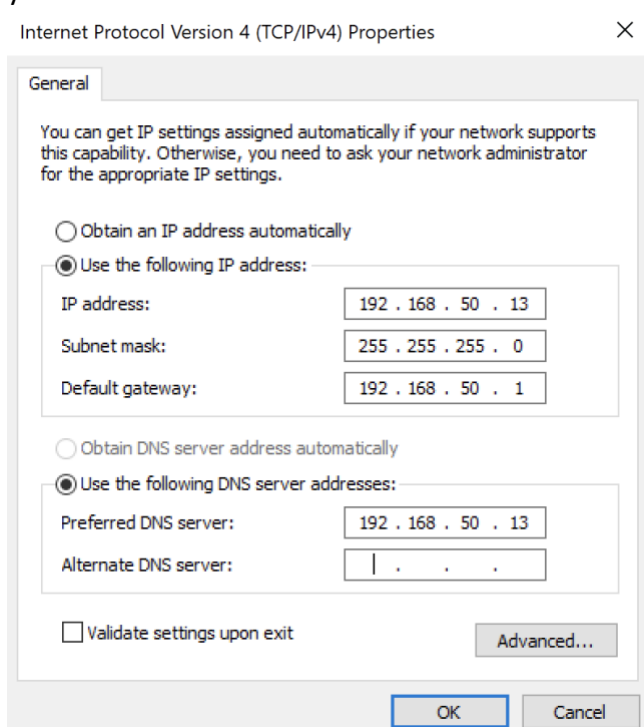 Internet Protocol Version 4 (TCP/IPv4) Properties
General
You can get IP settings assigned automatically if your network supports
this capability. Otherwise, you need to ask your network administrator
for the appropriate IP settings.
Obtain an IP address automatically
Use the following IP address:
IP address: 192 . 168 . 50 . 13
Subnet mask: 255 . 255 . 255 . 0
Default gateway: 192 . 168 . 50 . 1
Obtain DNS server address automatically
Use the following DNS server addresses:
Preferred DNS server: 192 . 168 . 50 . 13
Alternate DNS server: . . .
Validate settings upon exit
Advanced...
OK Cancel